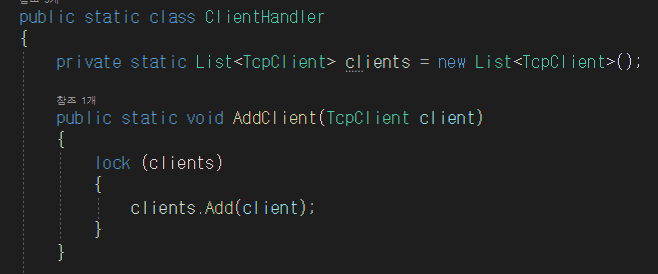 public static class ClientHandler
{
private static List<TcpClient> clients = new List<TcpClient>();
참조 1개
public static void AddClient(TcpClient client)
{
lock (clients)
{
clients.Add(client);
}
}